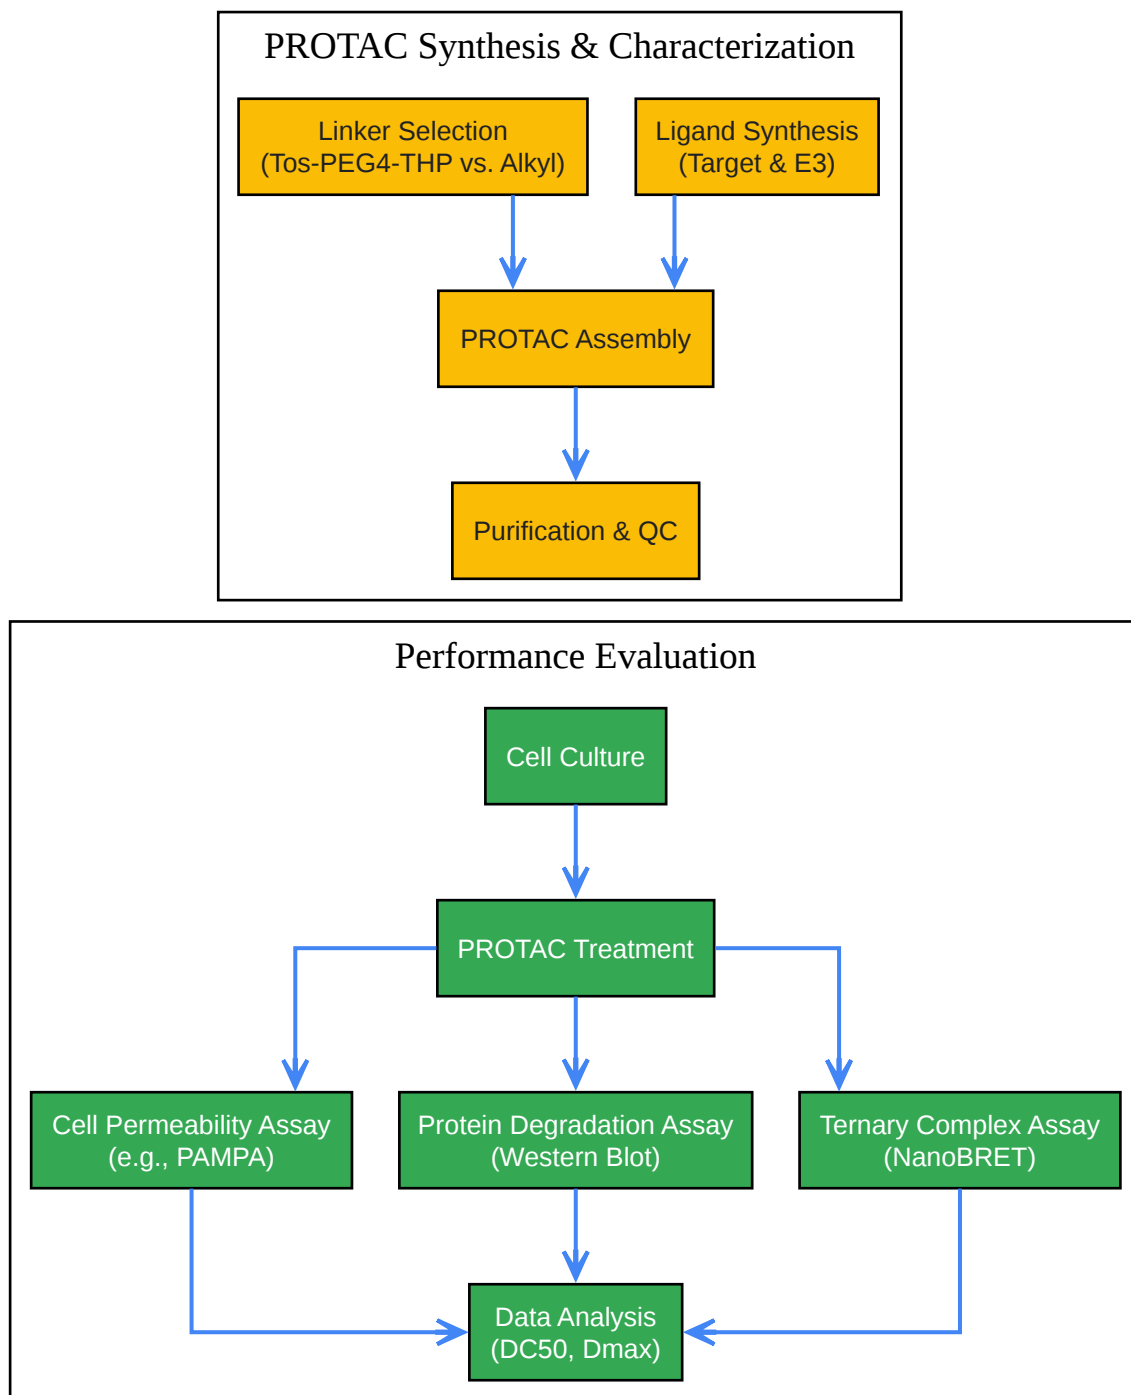 PROTAC Synthesis & Characterization
Linker Selection
(Tos-PEG4-THP vs. Alkyl)
Ligand Synthesis
(Target & E3)
PROTAC Assembly
Purification & QC
Performance Evaluation
Cell Culture
PROTAC Treatment
Cell Permeability Assay
(e.g., PAMPA)
Protein Degradation Assay
(Western Blot)
Ternary Complex Assay
(NanoBRET)
Data Analysis
(DC50, Dmax)